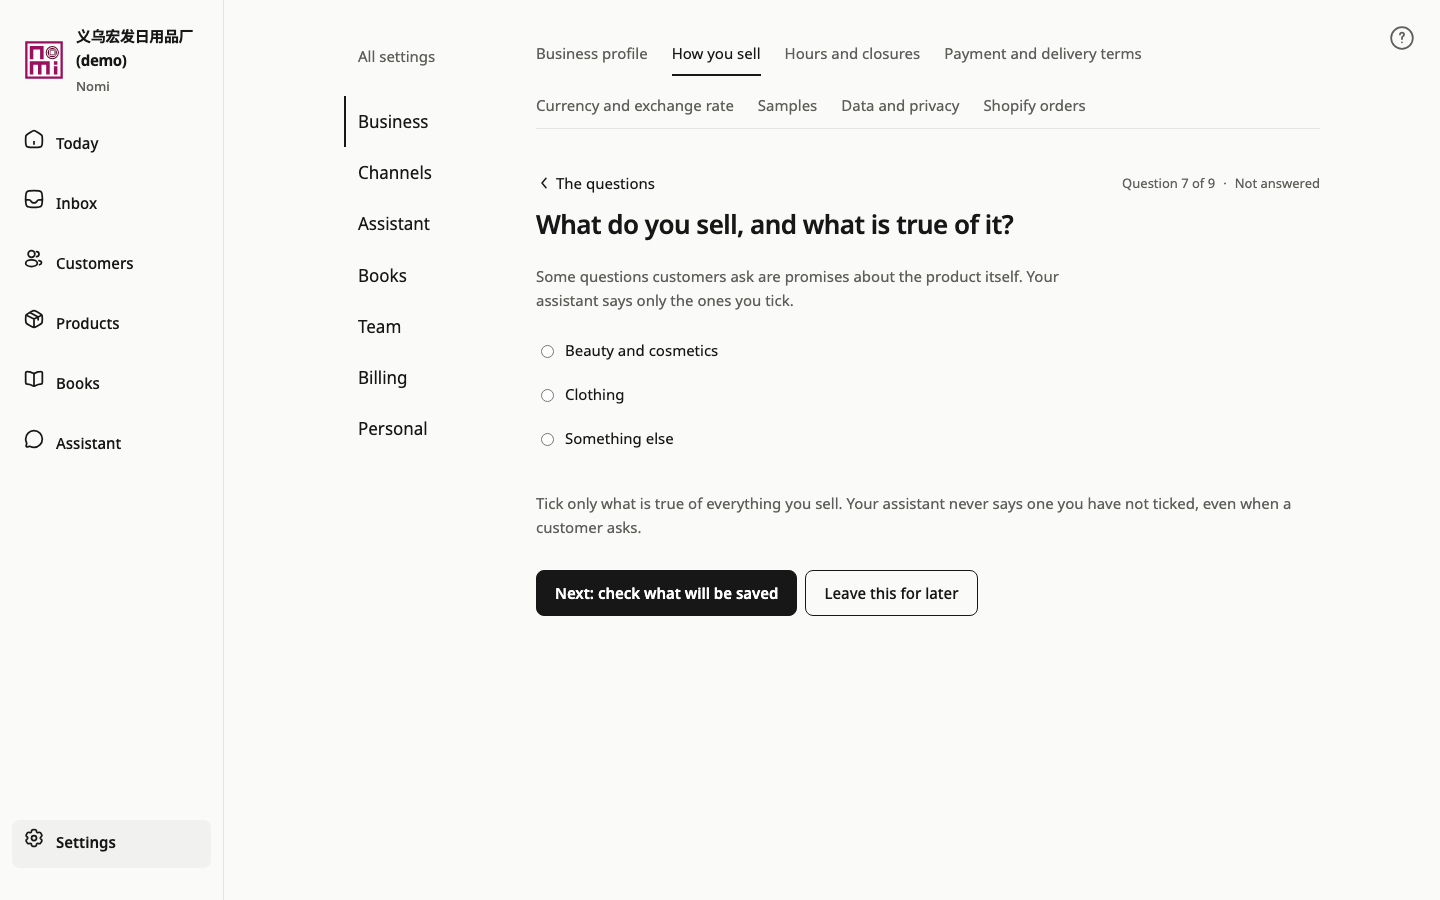 义乌宏发日用品厂
(demo)
Nomi
Today
Inbox
Customers
Products
Books
Assistant
Settings
All settings
Business
Channels
Assistant
Books
Team
Billing
Personal
Business profile How you sell Hours and closures Payment and delivery terms
Currency and exchange rate Samples Data and privacy Shopify orders
The questions
Question 7 of 9 · Not answered
What do you sell, and what is true of it?
Some questions customers ask are promises about the product itself. Your
assistant says only the ones you tick.
Beauty and cosmetics
Clothing
Something else
Tick only what is true of everything you sell. Your assistant never says one you have not ticked, even when a
customer asks.
Next: check what will be saved
Leave this for later